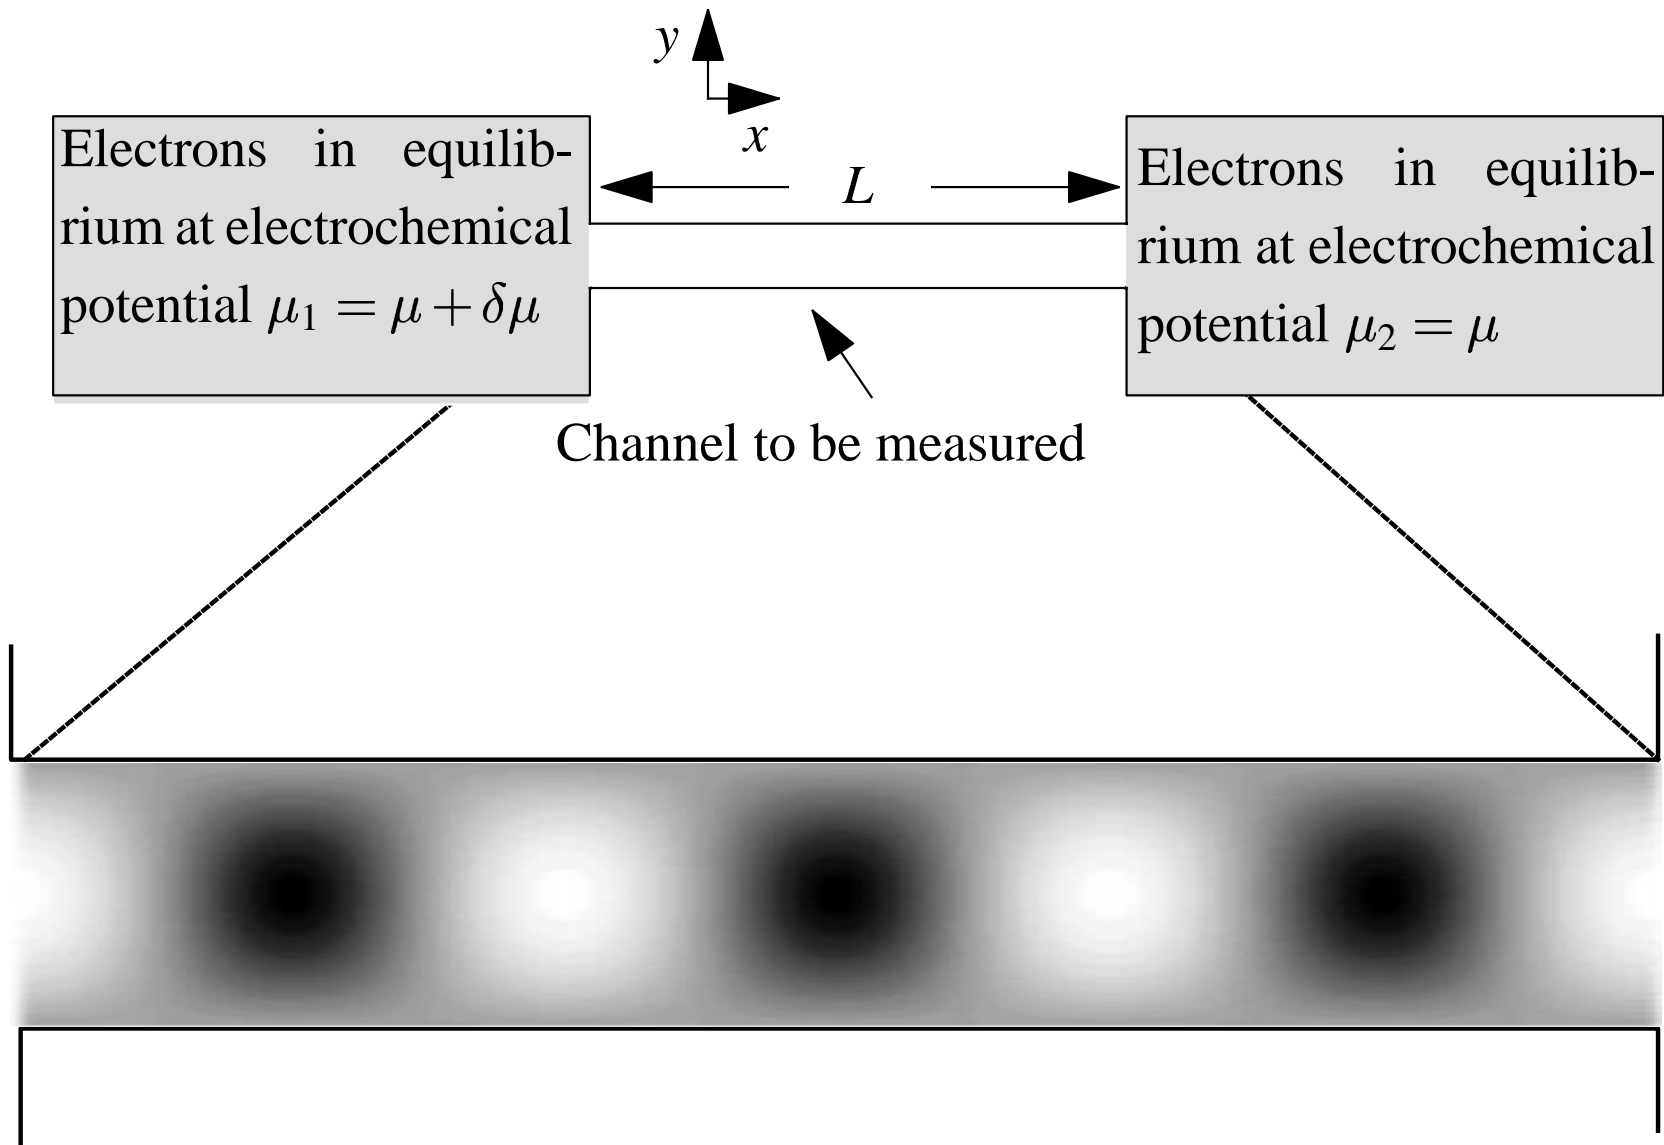 y
x
Electrons in equilib-
rium at electrochemical
potential μ₁ = μ + δμ
L
Electrons in equilib-
rium at electrochemical
potential μ₂ = μ
Channel to be measured